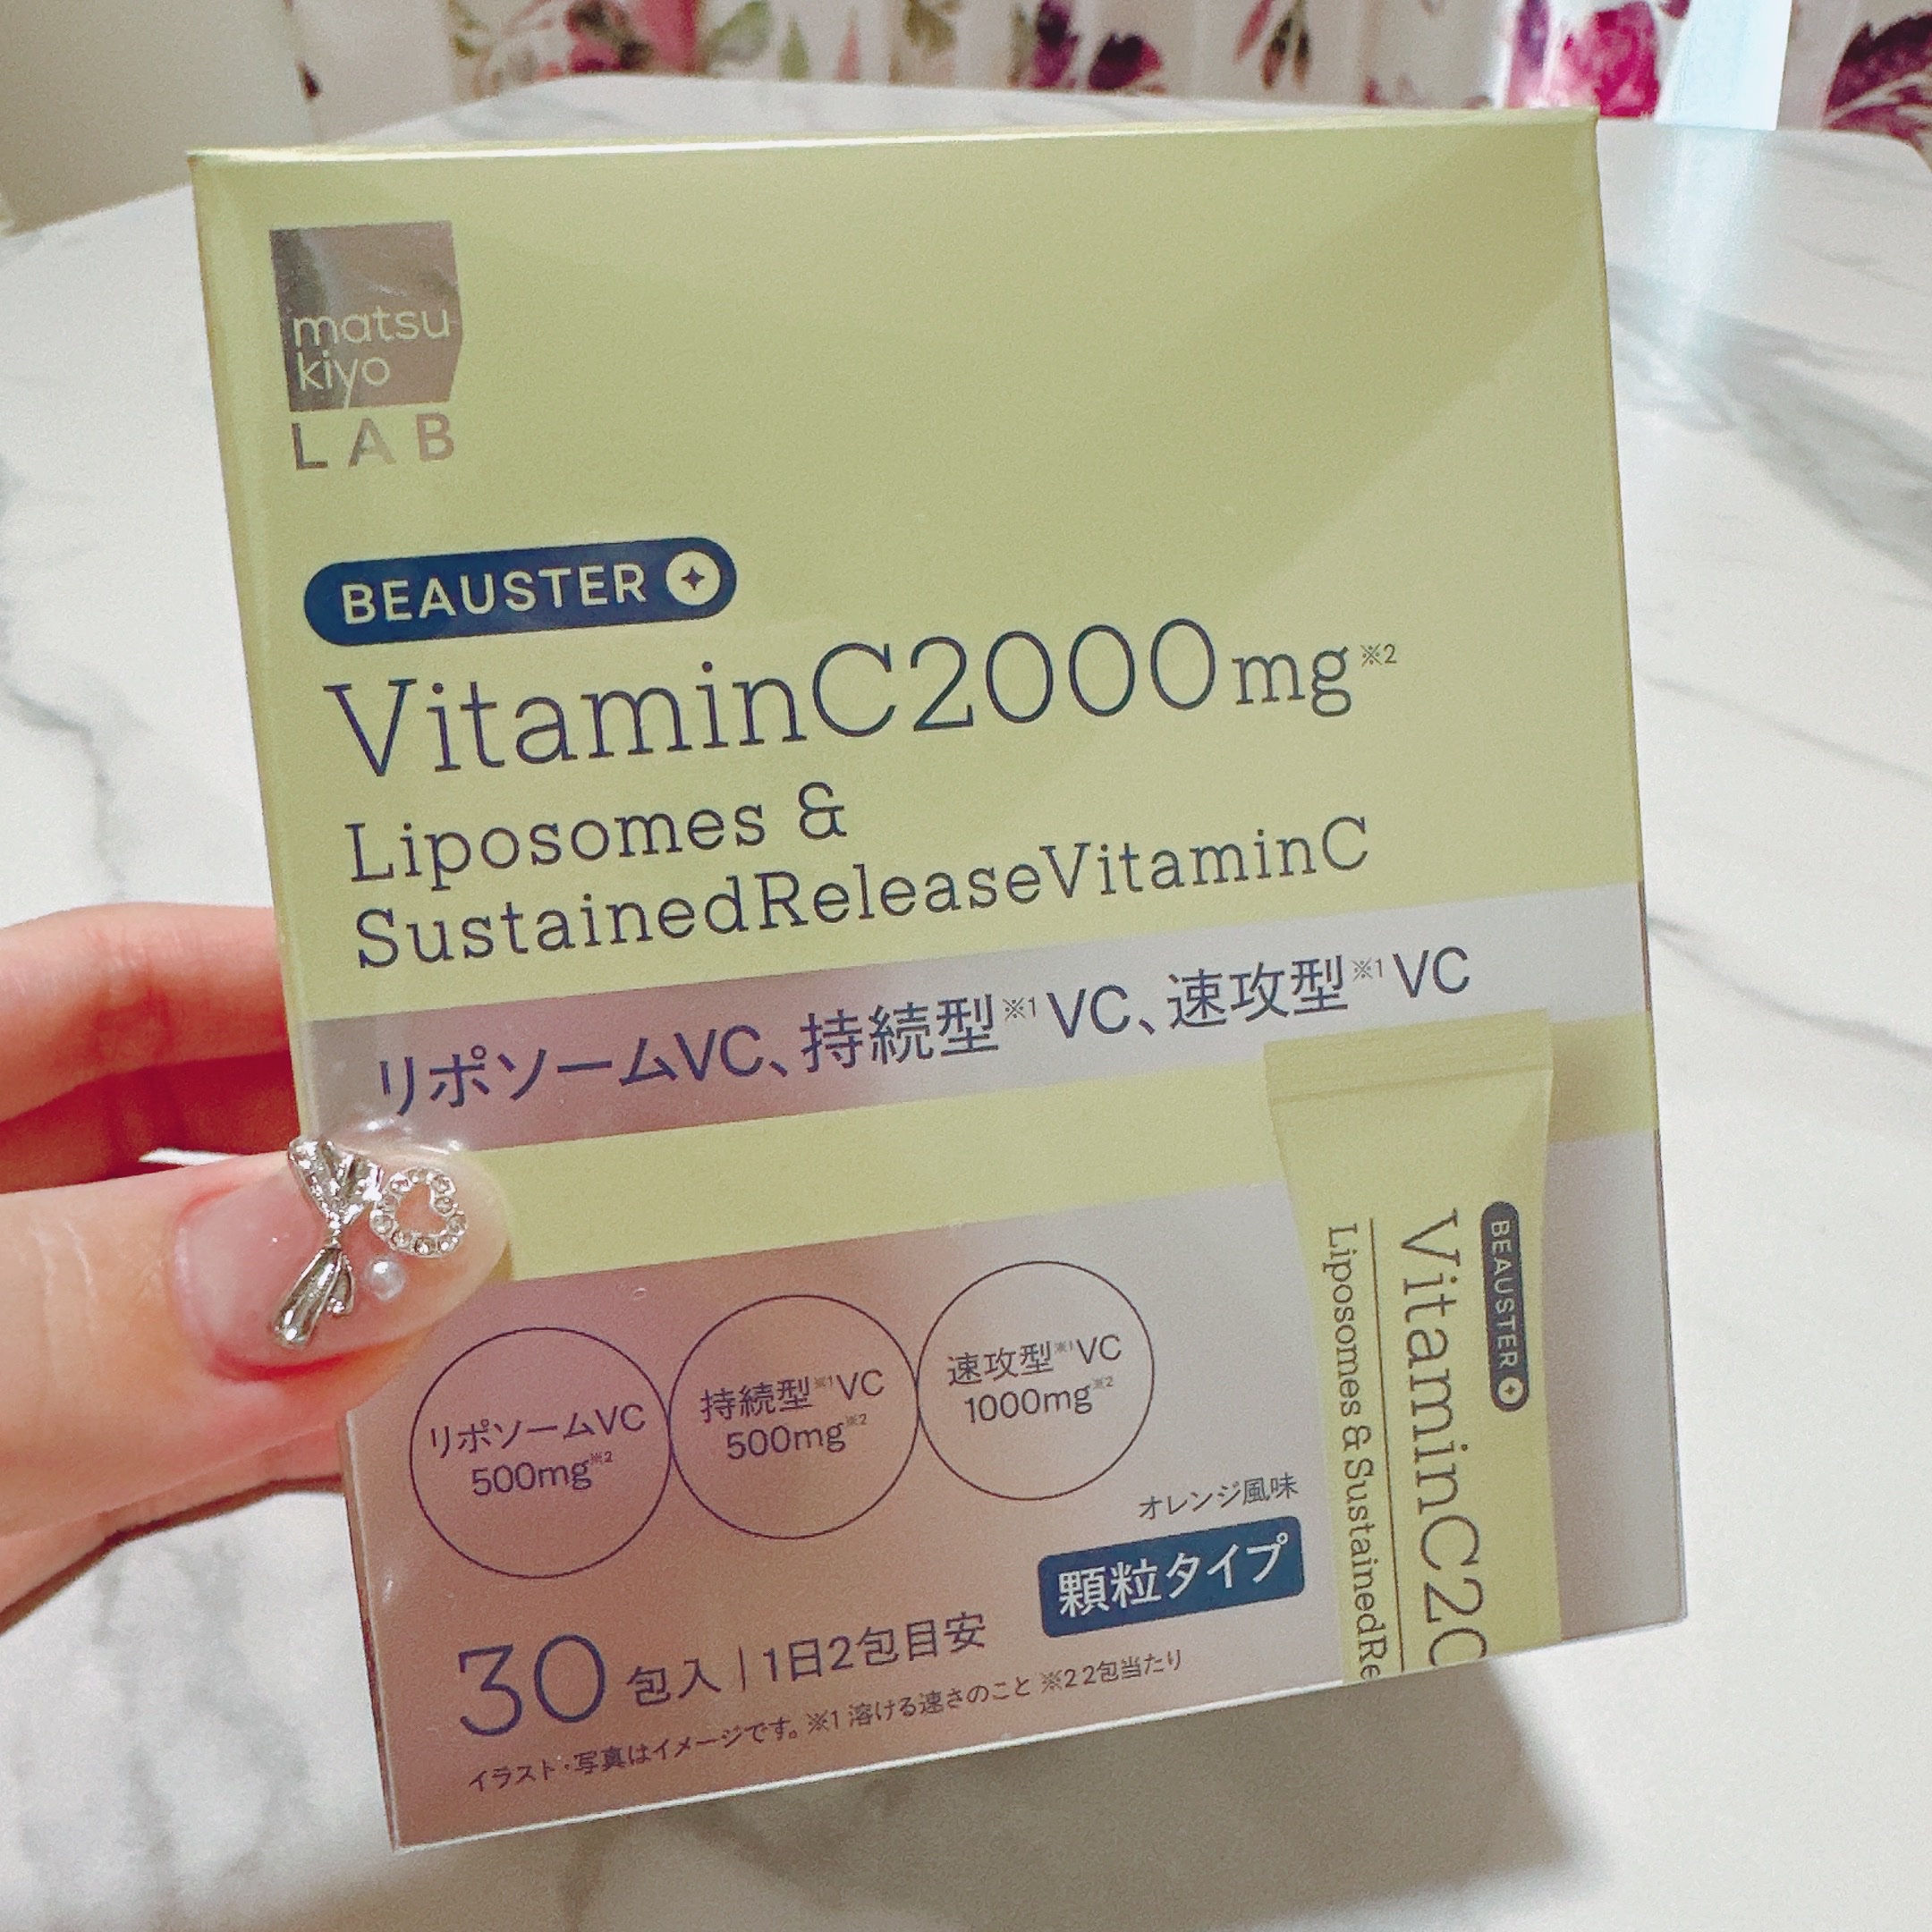 matsu
kiyo
LAB
BEAUSTER
VitaminC2000mg※2
Liposomes &
SustainedReleaseVitaminC
リポソームVC、持続型※1VC、速攻型※1VC
リポソームVC
500mg※2
持続型※1VC
500mg※2
速攻型※1VC
1000mg※2
オレンジ風味
顆粒タイプ
30包入|1日2包目安
イラスト・写真はイメージです。※1 溶ける速さのこと ※2 2包当たり
BEAUSTER
VitaminC20
Liposomes & SustainedRe